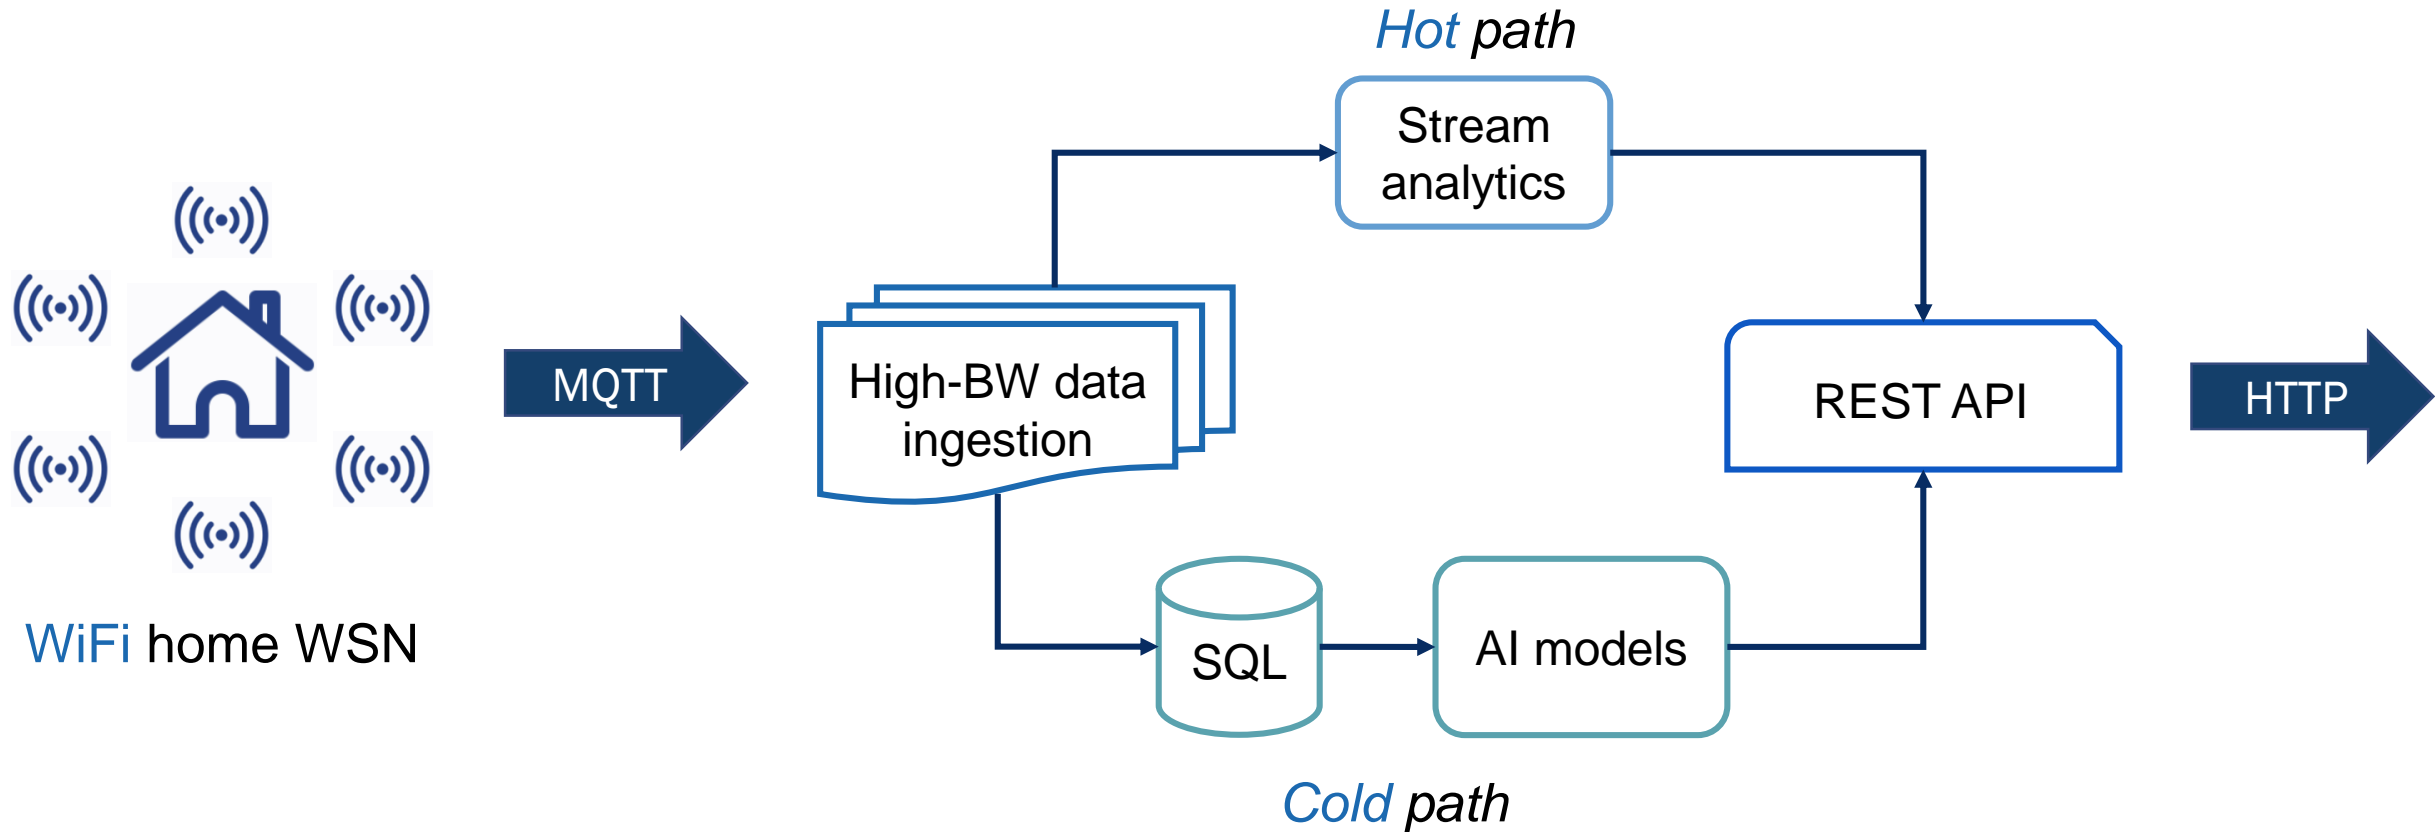 Hot path
Stream
analytics
MQTT
High-BW data
ingestion
REST API
HTTP
WiFi home WSN
SQL
AI models
Cold path